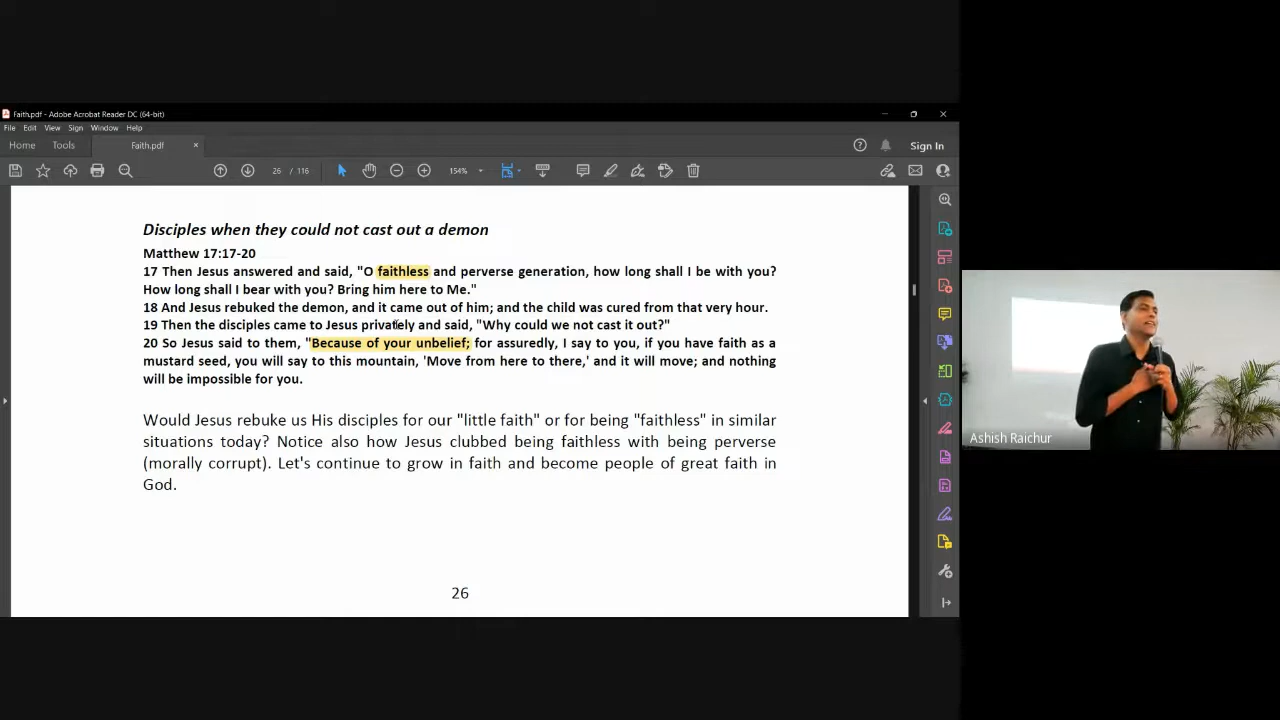 Faith.pdf - Adobe Acrobat Reader DC (64-bit)
File Edit View Sign Window Help
Home Tools Faith.pdf × Sign In
26 / 116 154%
Disciples when they could not cast out a demon
Matthew 17:17-20
17 Then Jesus answered and said, "O faithless and perverse generation, how long shall I be with you?
How long shall I bear with you? Bring him here to Me."
18 And Jesus rebuked the demon, and it came out of him; and the child was cured from that very hour.
19 Then the disciples came to Jesus privately and said, "Why could we not cast it out?"
20 So Jesus said to them, "Because of your unbelief; for assuredly, I say to you, if you have faith as a
mustard seed, you will say to this mountain, 'Move from here to there,' and it will move; and nothing
will be impossible for you.
Would Jesus rebuke us His disciples for our "little faith" or for being "faithless" in similar
situations today? Notice also how Jesus clubbed being faithless with being perverse
(morally corrupt). Let's continue to grow in faith and become people of great faith in
God.
26
Ashish Raichur